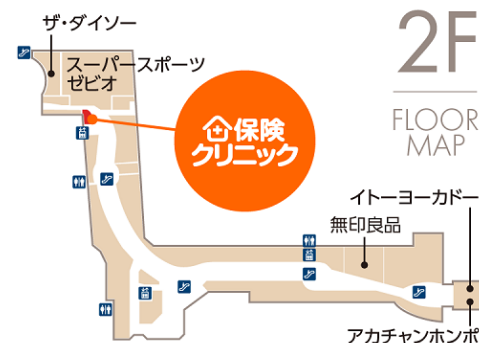 ザ・ダイソー
スーパースポーツ
ゼビオ
保険
クリニック
2F
FLOOR
MAP
イトーヨーカドー
無印良品
アカチャンホンポ